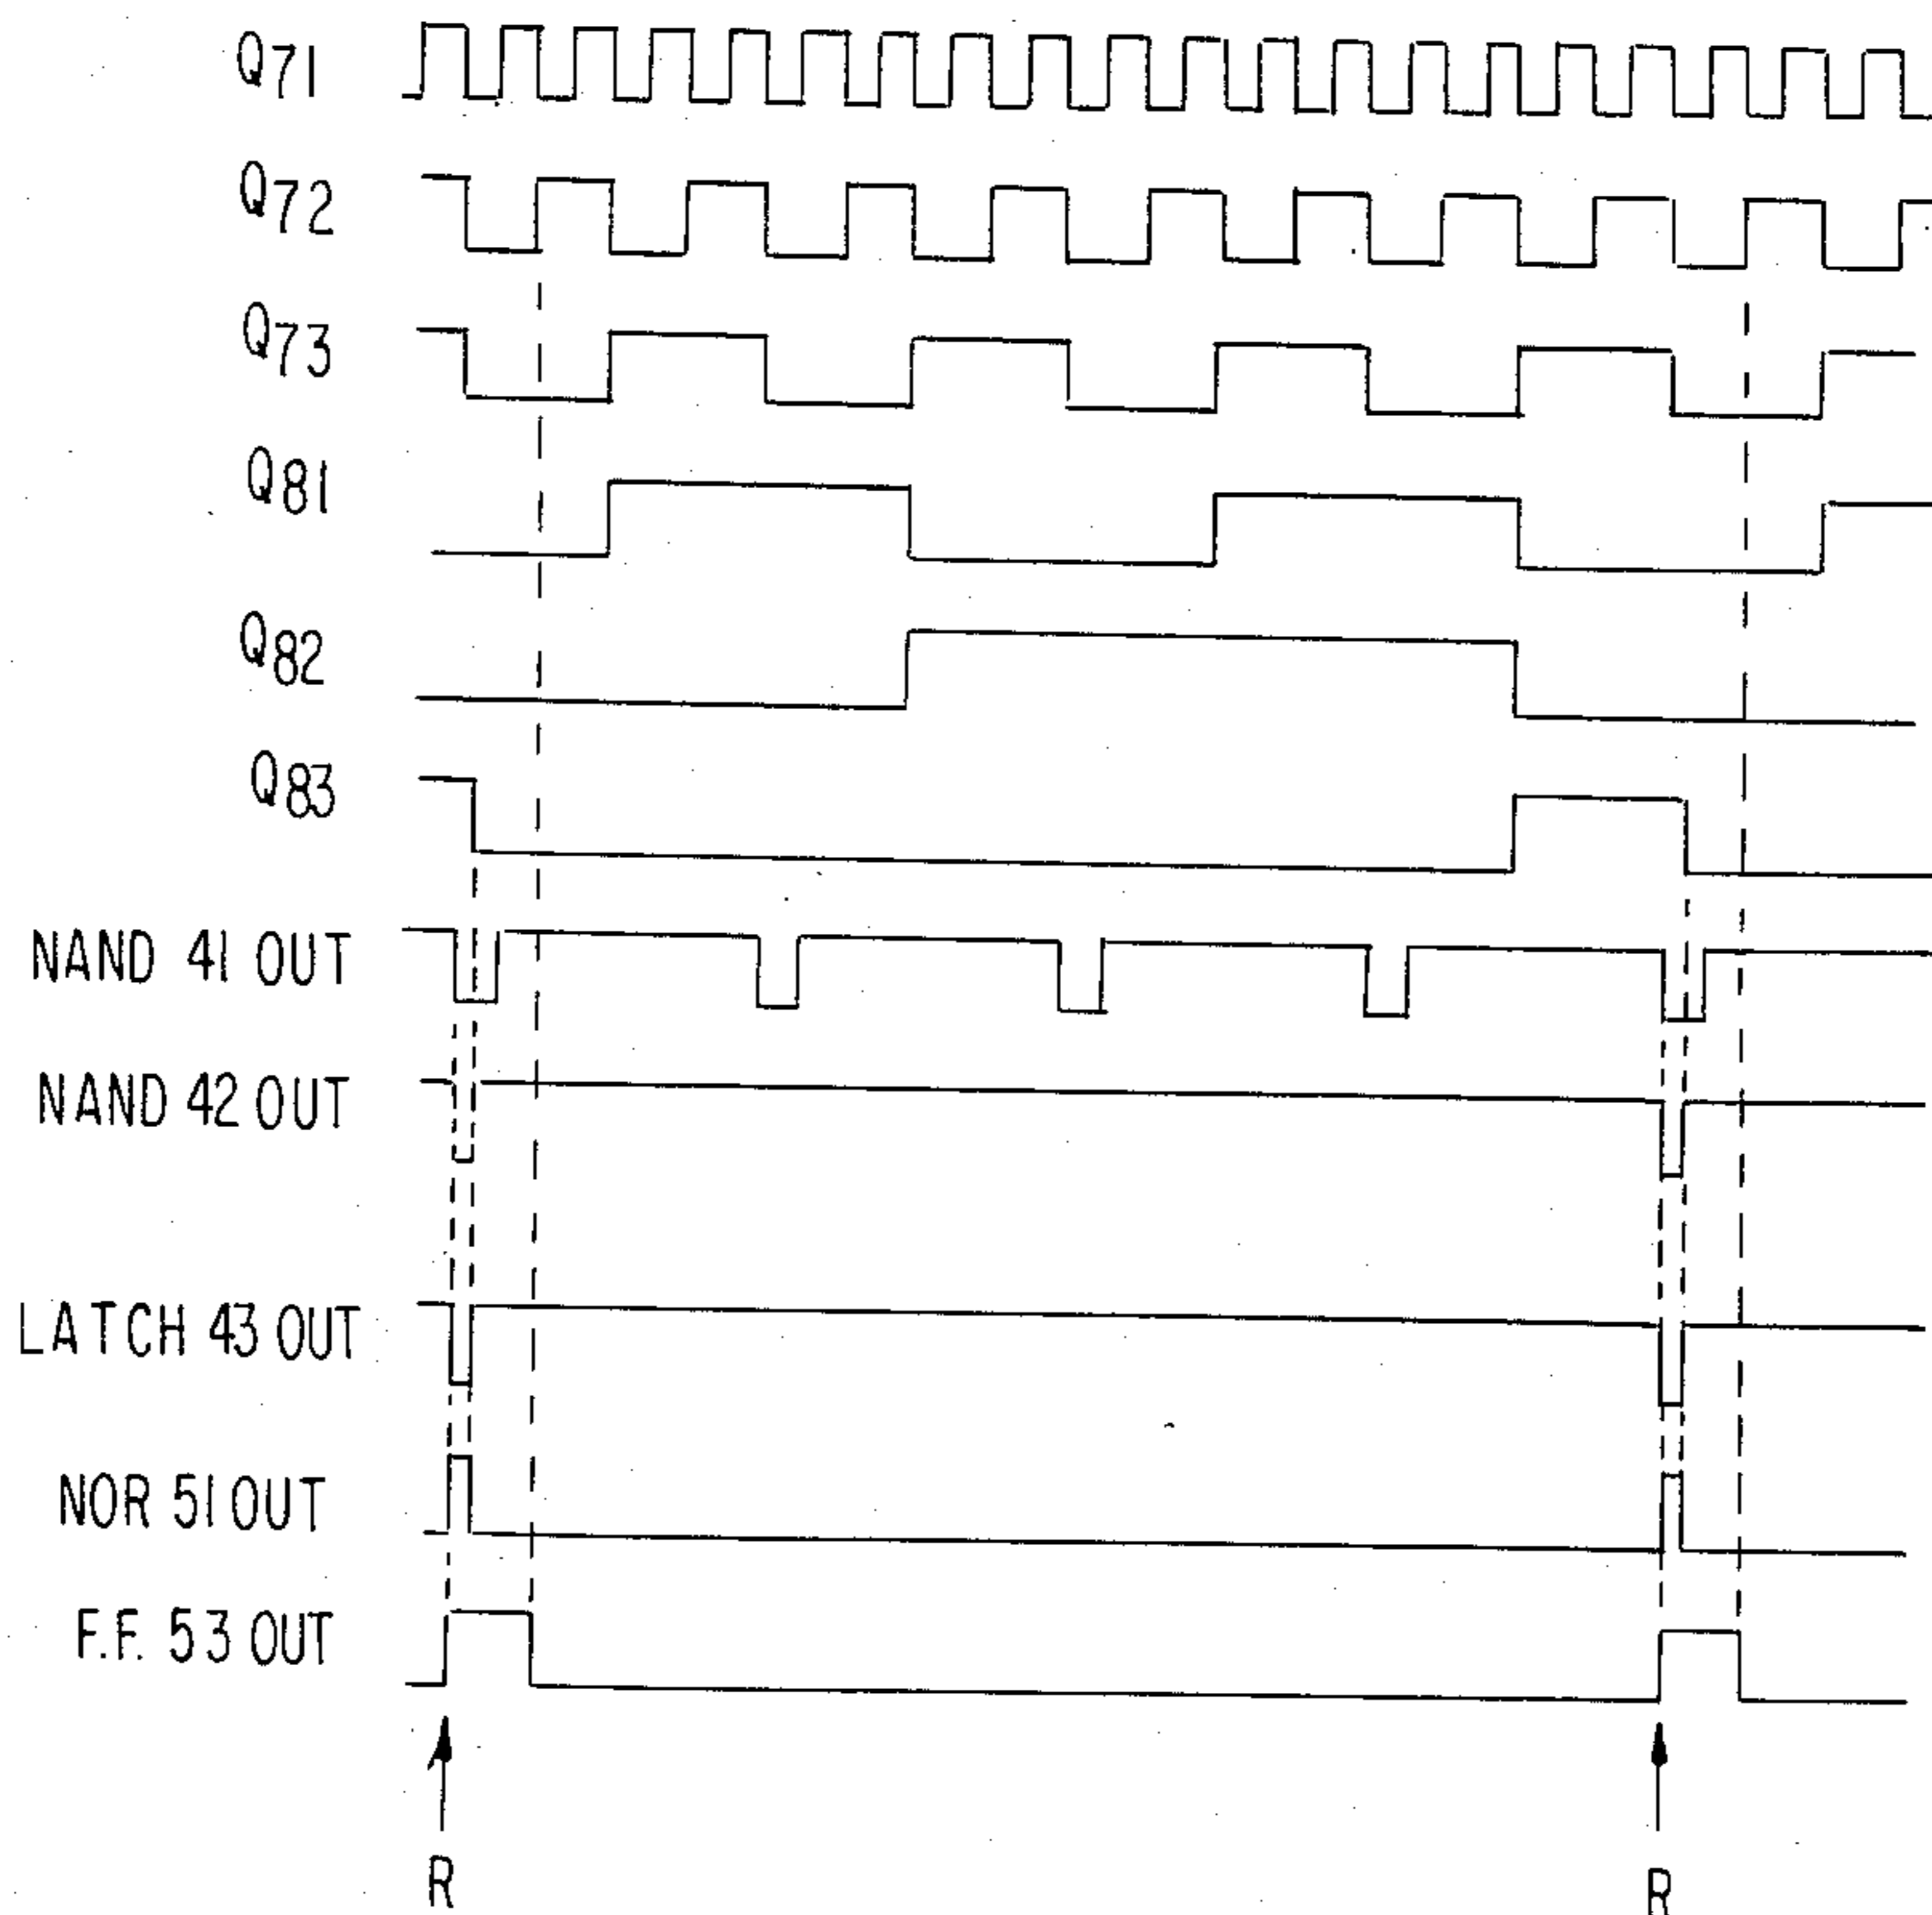 Q71
Q72
Q73
Q81
Q82
Q83
NAND 41 OUT
NAND 42 OUT
LATCH 43 OUT
NOR 51 OUT
F.F. 53 OUT
R R